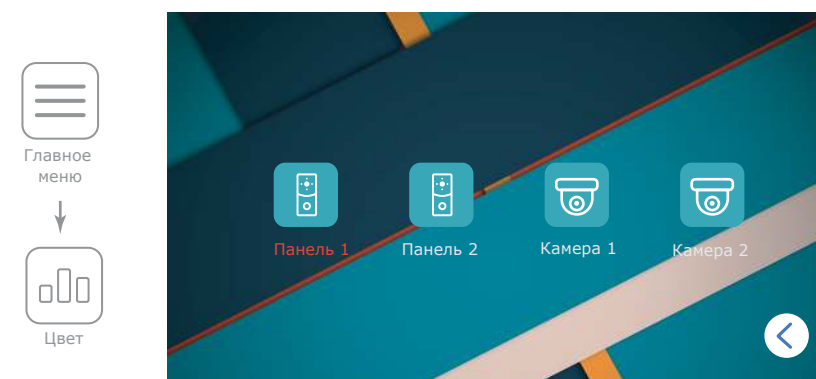 Главное
меню
Цвет
Панель 1
Панель 2
Камера 1
Камера 2